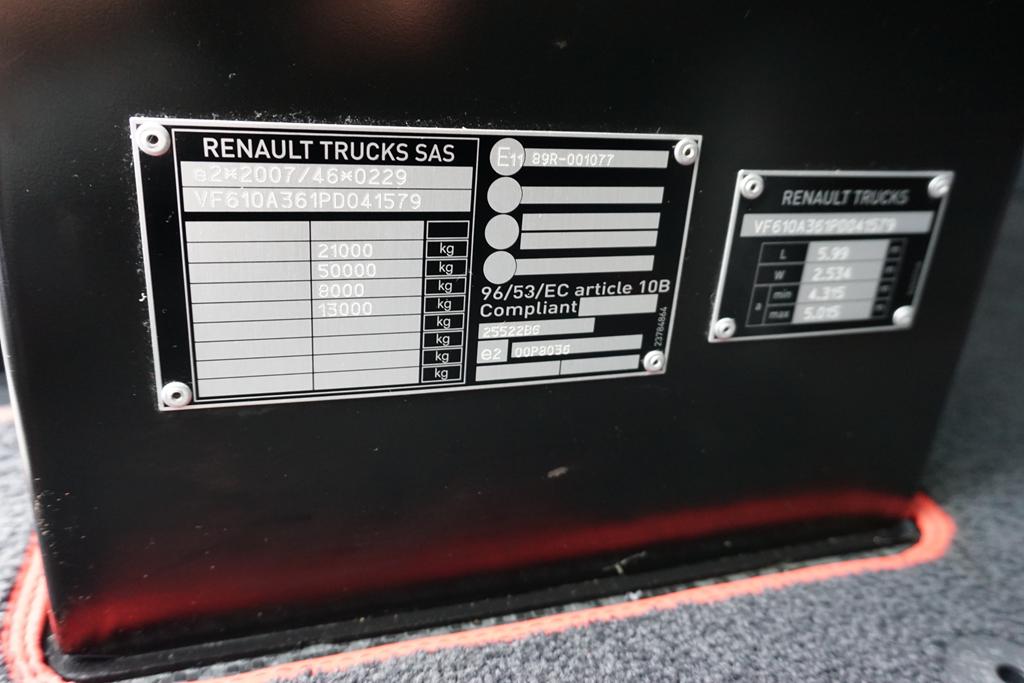 RENAULT TRUCKS SAS
e2*2007/46*0229
VF610A361PD041579
21000 kg
50000 kg
8000 kg
13000 kg
kg
kg
kg
E11 89R-001077
96/53/EC article 10B
Compliant
25522BG
e2 00P8036
23784864
RENAULT TRUCKS
VF610A361PD041579
L 5.99
W 2.534
a
min 4.315
max 5.015